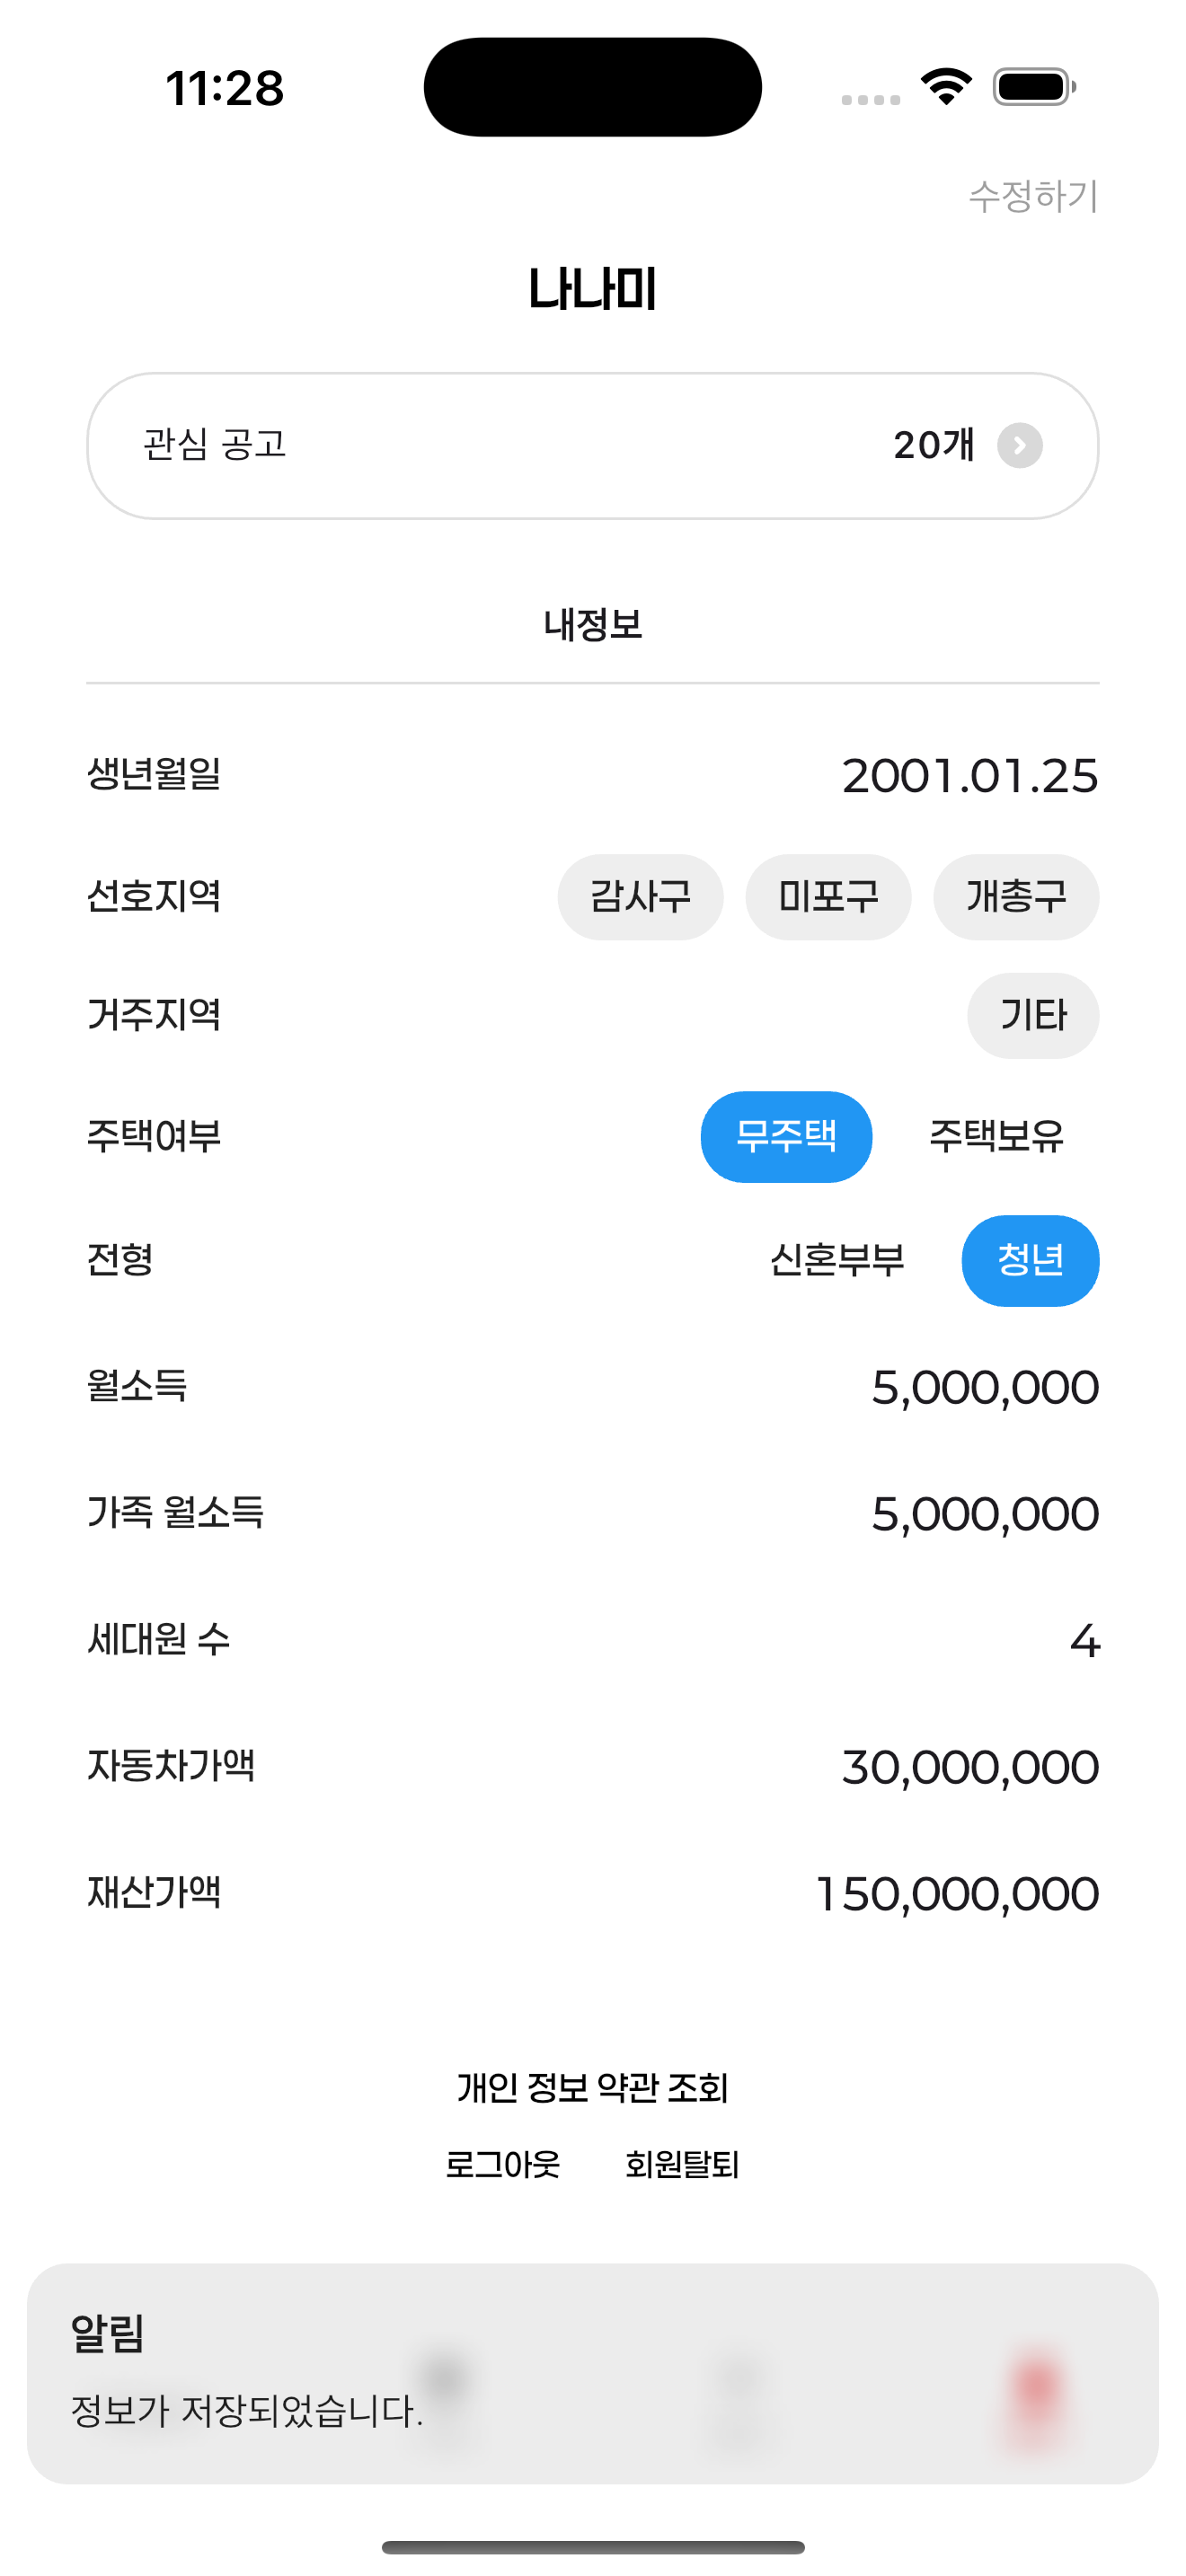 11:28
수정하기
나나미
관심 공고 20개
내정보
생년월일 2001.01.25
선호지역 감사구 미포구 개총구
거주지역 기타
주택여부 무주택 주택보유
전형 신혼부부 청년
월소득 5,000,000
가족 월소득 5,000,000
세대원 수 4
자동차가액 30,000,000
재산가액 150,000,000
개인 정보 약관 조회
로그아웃 회원탈퇴
알림
정보가 저장되었습니다.